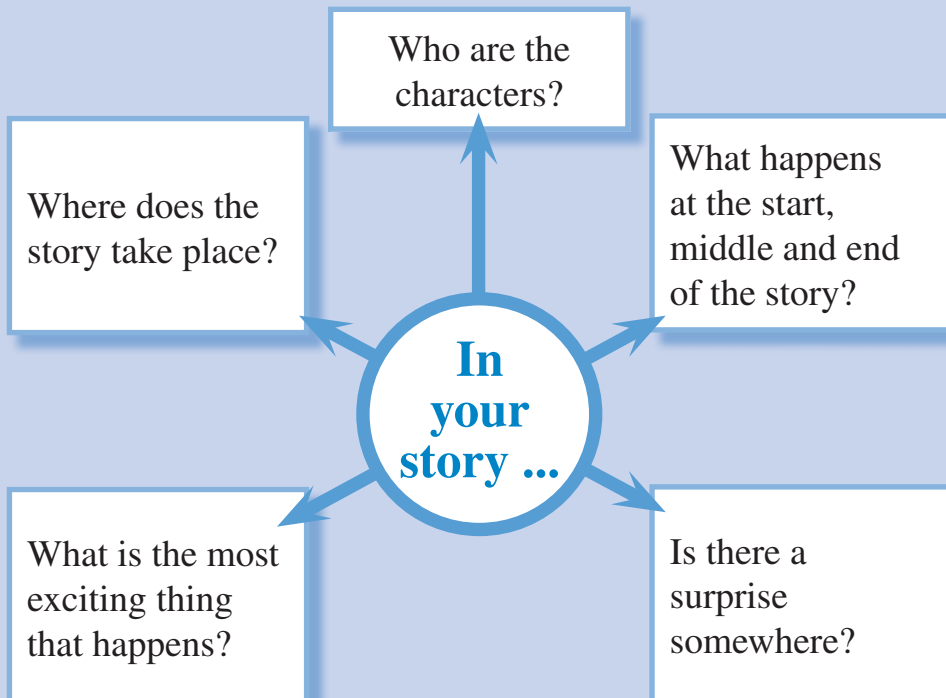 Who are the
characters?
Where does the
story take place?
What happens
at the start,
middle and end
of the story?
In
your
story ...
What is the most
exciting thing
that happens?
Is there a
surprise
somewhere?